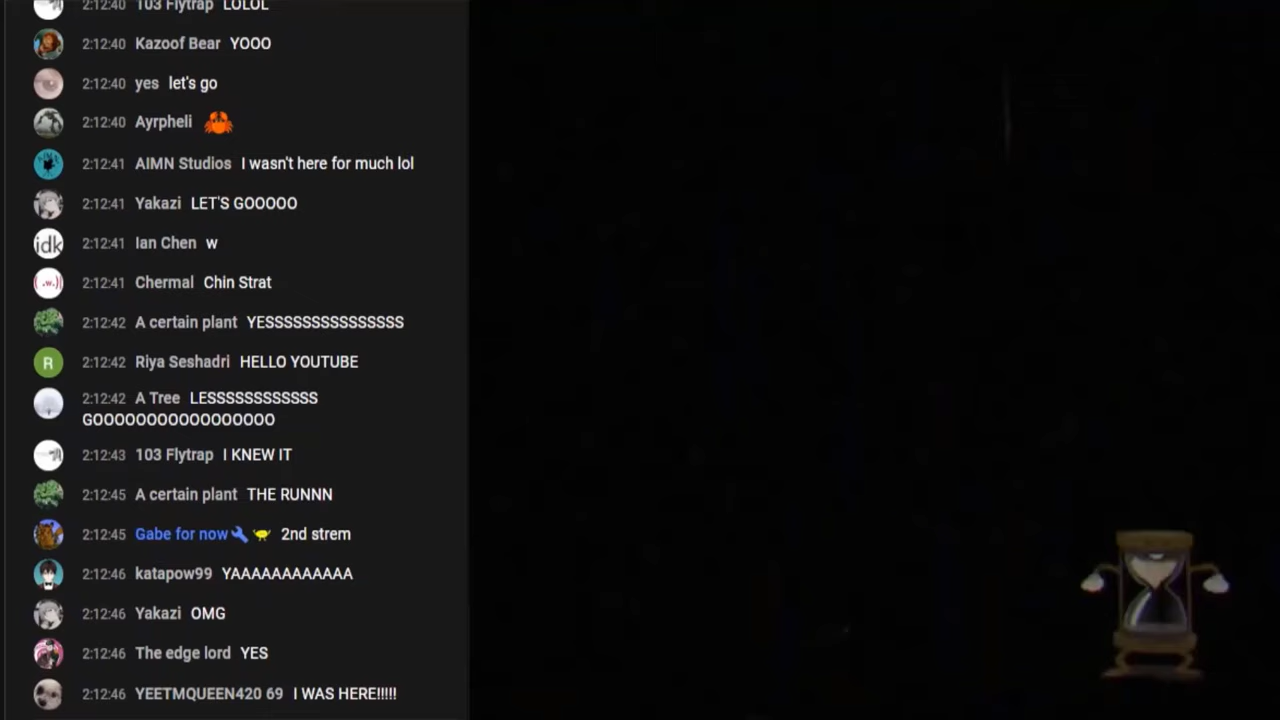 2:12:40 103 Flytrap LOLOL
2:12:40 Kazoof Bear YOOO
2:12:40 yes let's go
2:12:40 Ayrpheli 🦀
2:12:41 AIMN Studios I wasn't here for much lol
2:12:41 Yakazi LET'S GOOOOO
idk 2:12:41 Ian Chen w
(.w.)( 2:12:41 Chermal Chin Strat
2:12:42 A certain plant YESSSSSSSSSSSSSSS
R 2:12:42 Riya Seshadri HELLO YOUTUBE
2:12:42 A Tree LESSSSSSSSSSSS
GOOOOOOOOOOOOOOOOO
2:12:43 103 Flytrap I KNEW IT
2:12:45 A certain plant THE RUNNN
2:12:45 Gabe for now 2nd strem
2:12:46 katapow99 YAAAAAAAAAAAA
2:12:46 Yakazi OMG
2:12:46 The edge lord YES
2:12:46 YEETMQUEEN420 69 I WAS HERE!!!!!